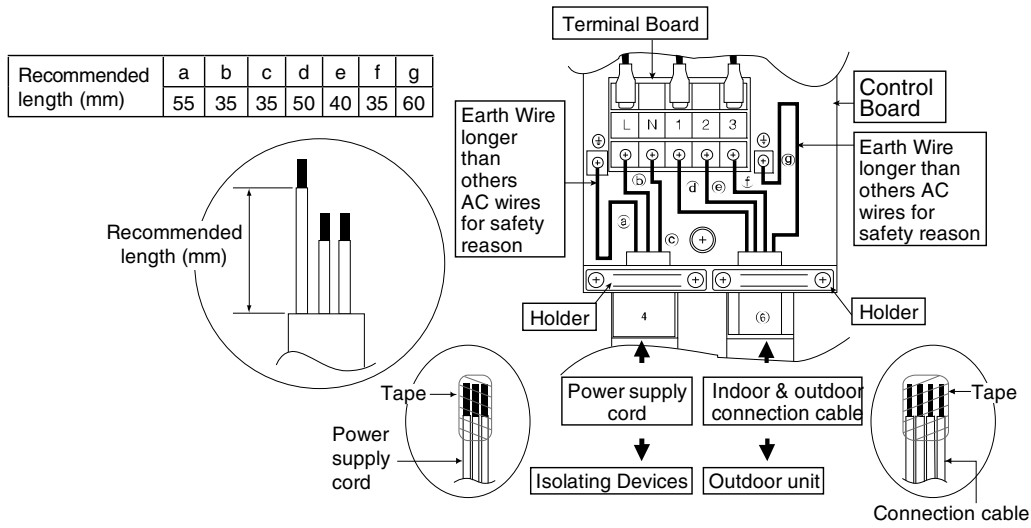 Terminal Board
Recommended length (mm) a b c d e f g
55 35 35 50 40 35 60
Control
Board
Earth Wire
longer
than
others
AC wires
for safety
reason
L N 1 2 3
Earth Wire
longer than
others AC
wires for
safety reason
ⓑ ⓓ ⓔ ⓕ ⓖ
ⓐ ⓒ
Recommended
length (mm)
Holder
4
(6)
Holder
Tape
Power supply
cord
Indoor & outdoor
connection cable
Tape
Power
supply
cord
Isolating Devices
Outdoor unit
Connection cable